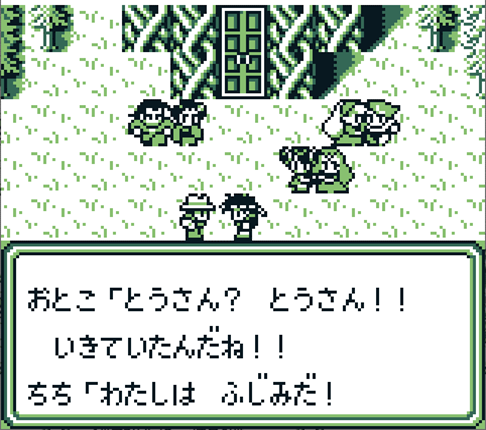 おとこ「とうさん？　とうさん！！
　いきていたんだね！！
ちち「わたしは　ふじみだ！